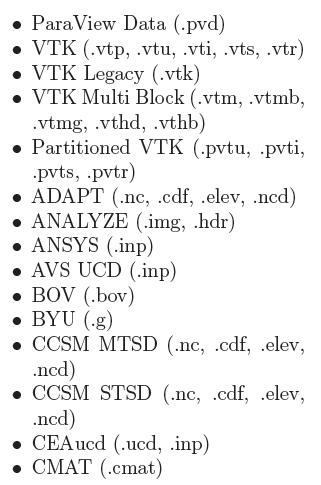 • ParaView Data (.pvd)
• VTK (.vtp, .vtu, .vti, .vts, .vtr)
• VTK Legacy (.vtk)
• VTK Multi Block (.vtm, .vtmb,
.vtmg, .vthd, .vthb)
• Partitioned VTK (.pvtu, .pvti,
.pvts, .pvtr)
• ADAPT (.nc, .cdf, .elev, .ncd)
• ANALYZE (.img, .hdr)
• ANSYS (.inp)
• AVS UCD (.inp)
• BOV (.bov)
• BYU (.g)
• CCSM MTSD (.nc, .cdf, .elev,
.ncd)
• CCSM STSD (.nc, .cdf, .elev,
.ncd)
• CEAucd (.ucd, .inp)
• CMAT (.cmat)